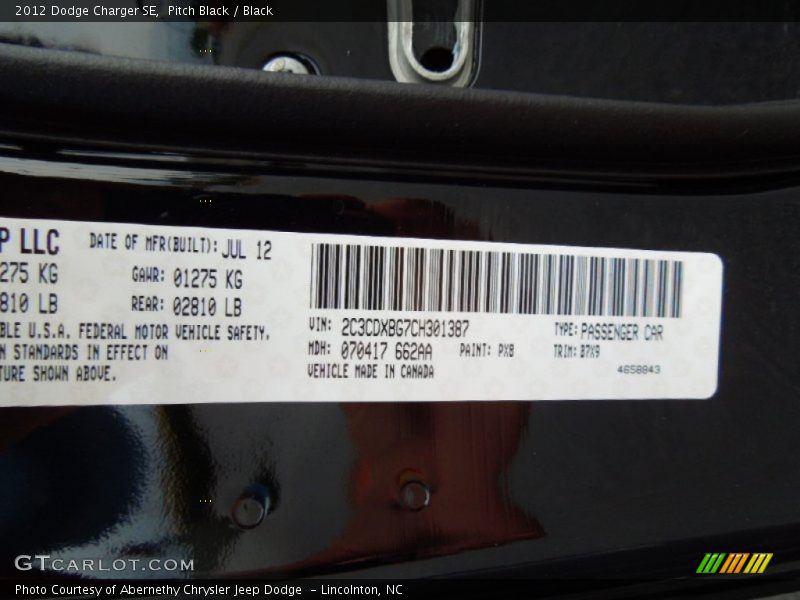 2012 Dodge Charger SE, Pitch Black / Black
P LLC DATE OF MFR(BUILT): JUL 12
275 KG GAWR: 01275 KG
810 LB REAR: 02810 LB
BLE U.S.A. FEDERAL MOTOR VEHICLE SAFETY,
N STANDARDS IN EFFECT ON
TURE SHOWN ABOVE.
VIN: 2C3CDXBG7CH301387 TYPE: PASSENGER CAR
MDH: 070417 662AA PAINT: PXB TRIM: B7X9
VEHICLE MADE IN CANADA 4658843
GTCARLOT.COM
Photo Courtesy of Abernethy Chrysler Jeep Dodge - Lincolnton, NC